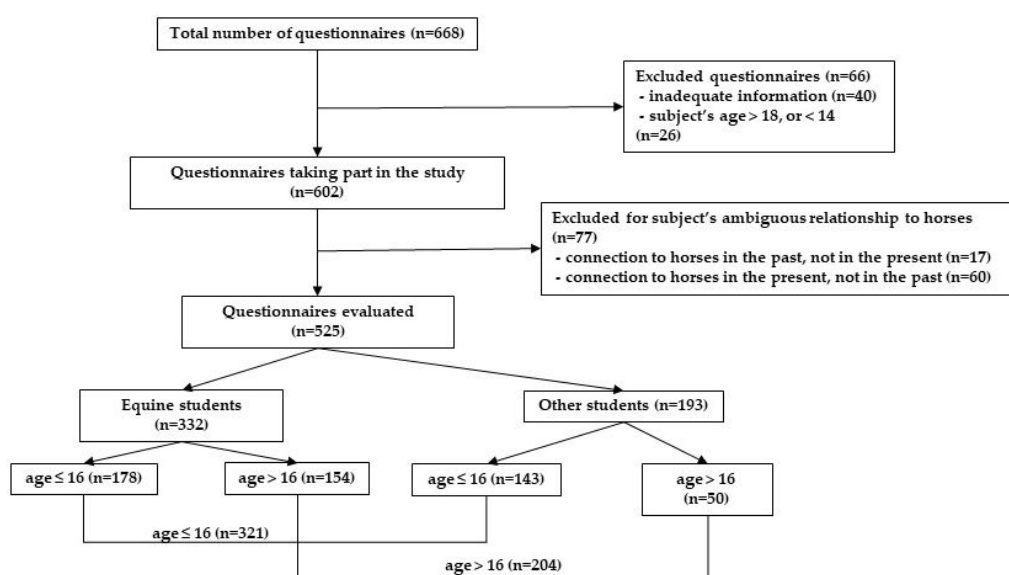 Total number of questionnaires (n=668)
Excluded questionnaires (n=66)
- inadequate information (n=40)
- subject's age > 18, or < 14
(n=26)
Questionnaires taking part in the study
(n=602)
Excluded for subject's ambiguous relationship to horses
(n=77)
- connection to horses in the past, not in the present (n=17)
- connection to horses in the present, not in the past (n=60)
Questionnaires evaluated
(n=525)
Equine students
(n=332)
Other students (n=193)
age ≤ 16 (n=178)
age > 16 (n=154)
age ≤ 16 (n=143)
age > 16
(n=50)
age ≤ 16 (n=321)
age > 16 (n=204)